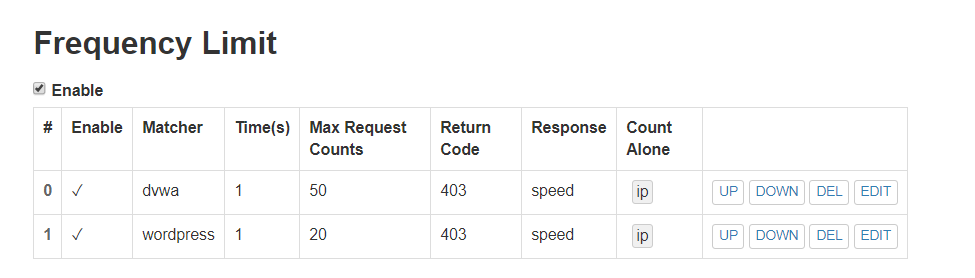 Frequency Limit
Enable
# Enable Matcher Time(s) Max Request Counts Return Code Response Count Alone
0 ✓ dvwa 1 50 403 speed ip UP DOWN DEL EDIT
1 ✓ wordpress 1 20 403 speed ip UP DOWN DEL EDIT